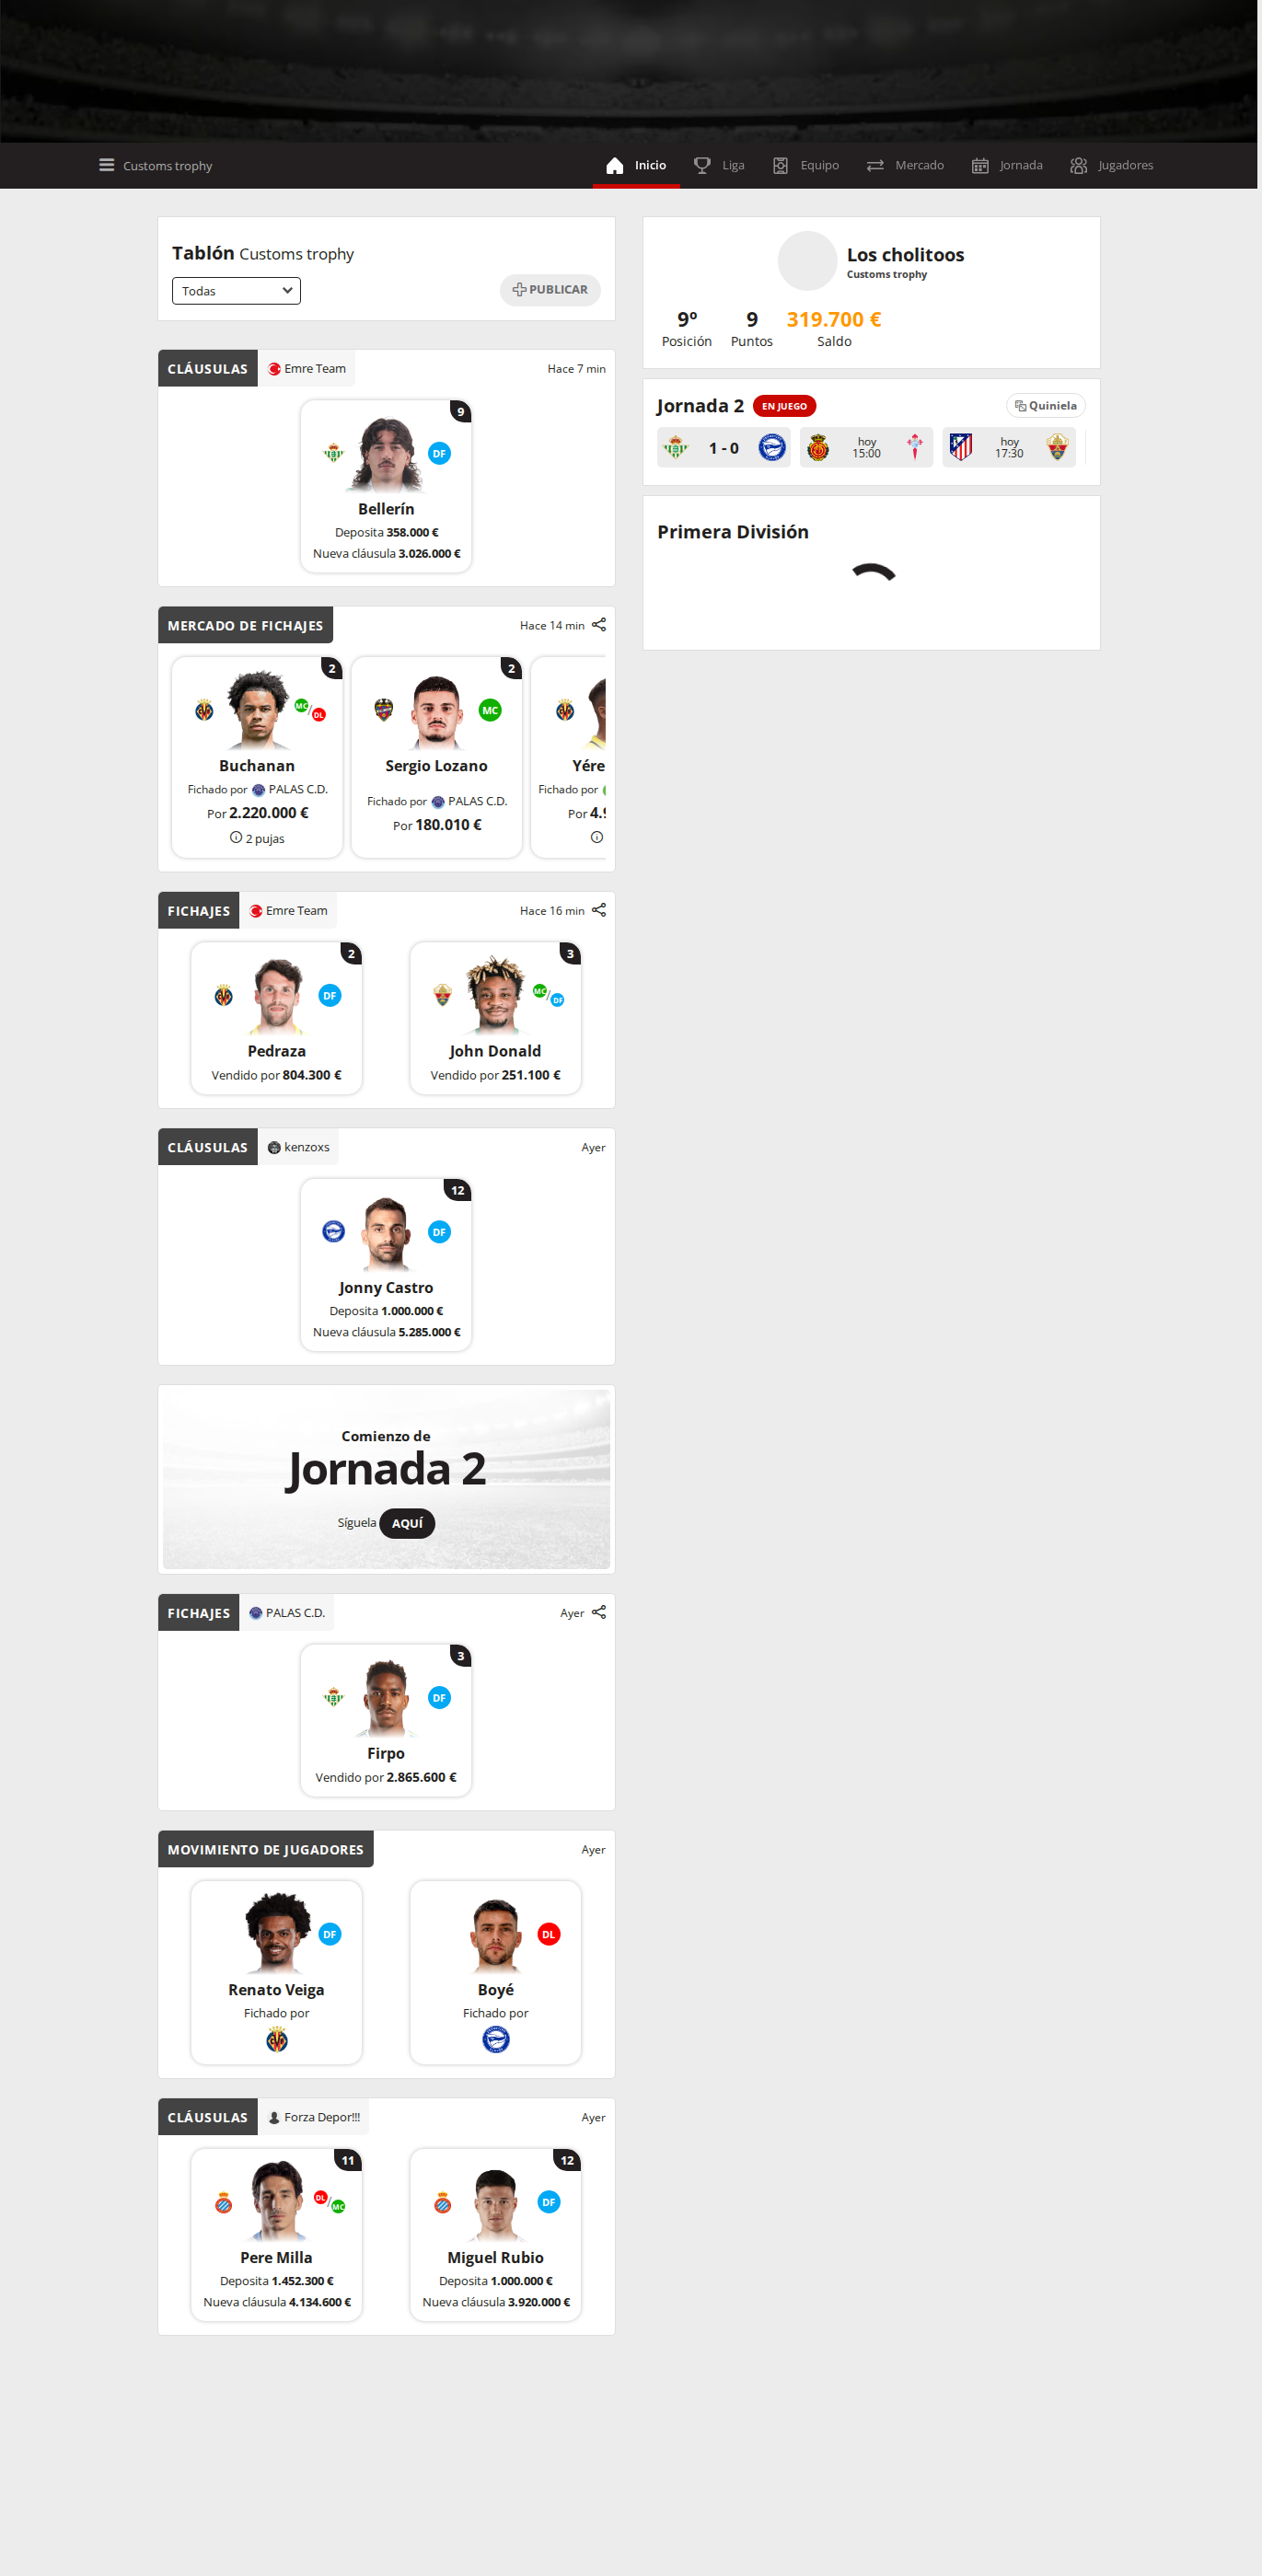 Customs trophy
Inicio
Liga
Equipo
Mercado
Jornada
Jugadores
Tablón Customs trophy
Todas
PUBLICAR
CLÁUSULAS Emre Team Hace 7 min
9
DF
Bellerín
Deposita 358.000 €
Nueva cláusula 3.026.000 €
MERCADO DE FICHAJES Hace 14 min
2
MC/DL
Buchanan
Fichado por PALAS C.D.
Por 2.220.000 €
2 pujas
2
MC
Sergio Lozano
Fichado por PALAS C.D.
Por 180.010 €
Yére
Fichado por
Por 4.9
FICHAJES Emre Team Hace 16 min
2
DF
Pedraza
Vendido por 804.300 €
3
MC/DF
John Donald
Vendido por 251.100 €
CLÁUSULAS kenzoxs Ayer
12
DF
Jonny Castro
Deposita 1.000.000 €
Nueva cláusula 5.285.000 €
Comienzo de
Jornada 2
Síguela AQUÍ
FICHAJES PALAS C.D. Ayer
3
DF
Firpo
Vendido por 2.865.600 €
MOVIMIENTO DE JUGADORES Ayer
DF
Renato Veiga
Fichado por
DL
Boyé
Fichado por
CLÁUSULAS Forza Depor!!! Ayer
11
DL/MC
Pere Milla
Deposita 1.452.300 €
Nueva cláusula 4.134.600 €
12
DF
Miguel Rubio
Deposita 1.000.000 €
Nueva cláusula 3.920.000 €
Los cholitoos
Customs trophy
9º
Posición
9
Puntos
319.700 €
Saldo
Jornada 2 EN JUEGO Quiniela
1 - 0
hoy
15:00
hoy
17:30
Primera División